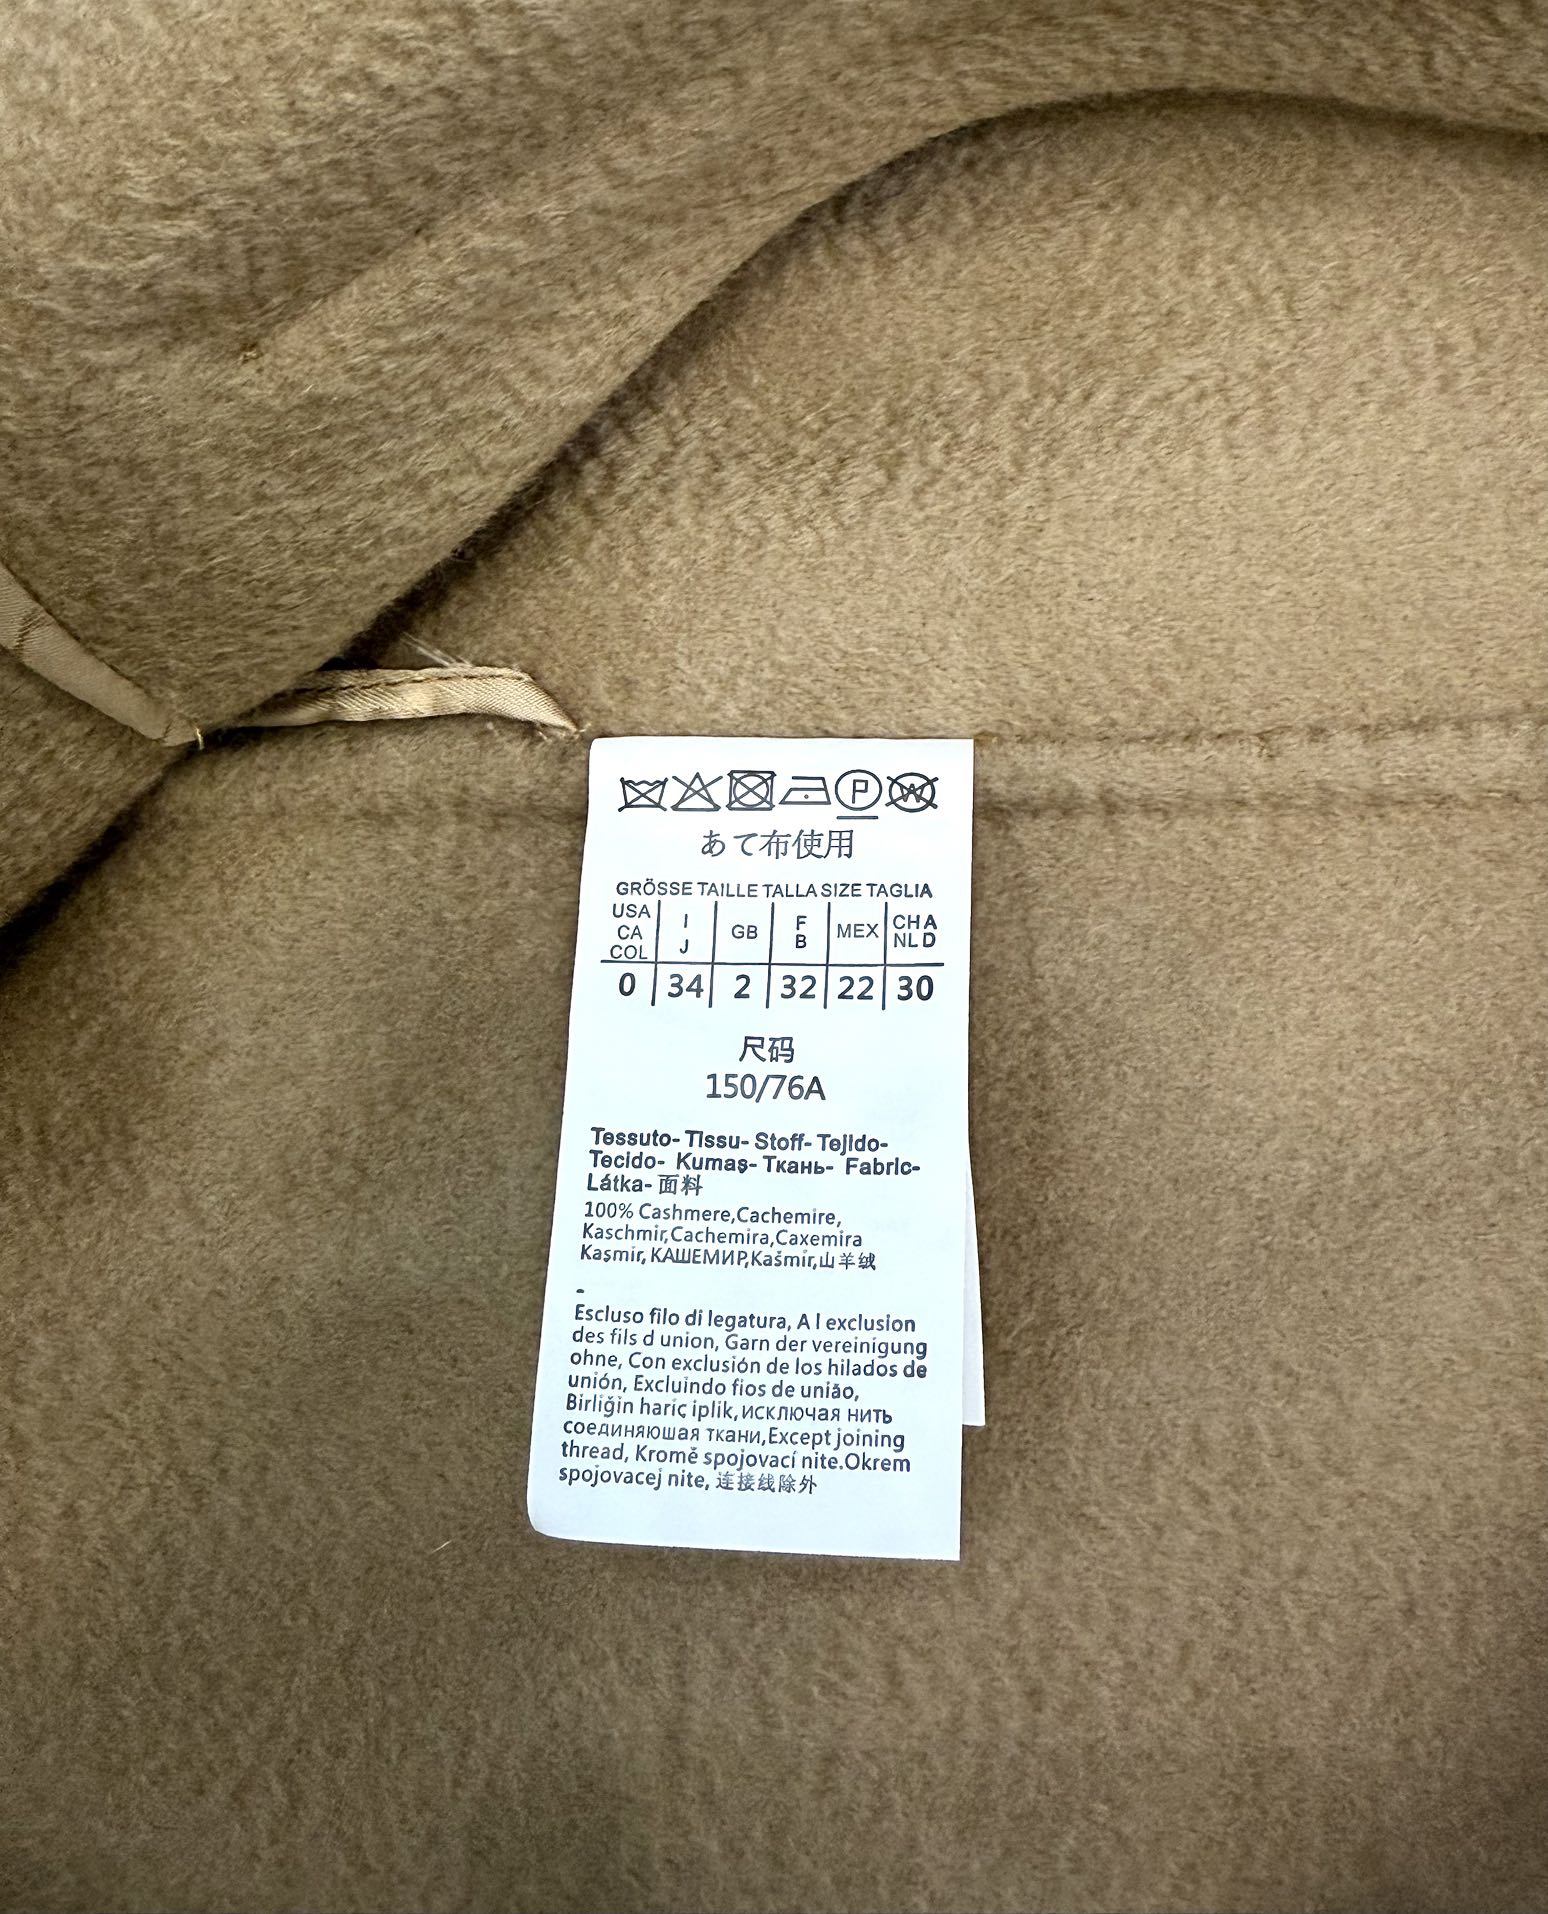 P W
あて布使用
GRÖSSE TAILLE TALLA SIZE TAGLIA
USA CA COL I J GB F B MEX CH A NL D
0 34 2 32 22 30
尺码
150/76A
Tessuto- Tissu- Stoff- Tejido-
Tecido- Kumaş- Ткань- Fabric-
Látka- 面料
100% Cashmere,Cachemire,
Kaschmir,Cachemira,Caxemira
Kaşmir, КАШЕМИР,Kašmír,山羊绒
-
Escluso filo di legatura, A l exclusion
des fils d union, Garn der vereinigung
ohne, Con exclusión de los hilados de
unión, Excluindo fios de união,
Birliğin hariç iplik,исключая нить
соединяюшая ткани,Except joining
thread, Kromě spojovací nite.Okrem
spojovacej nite, 连接线除外